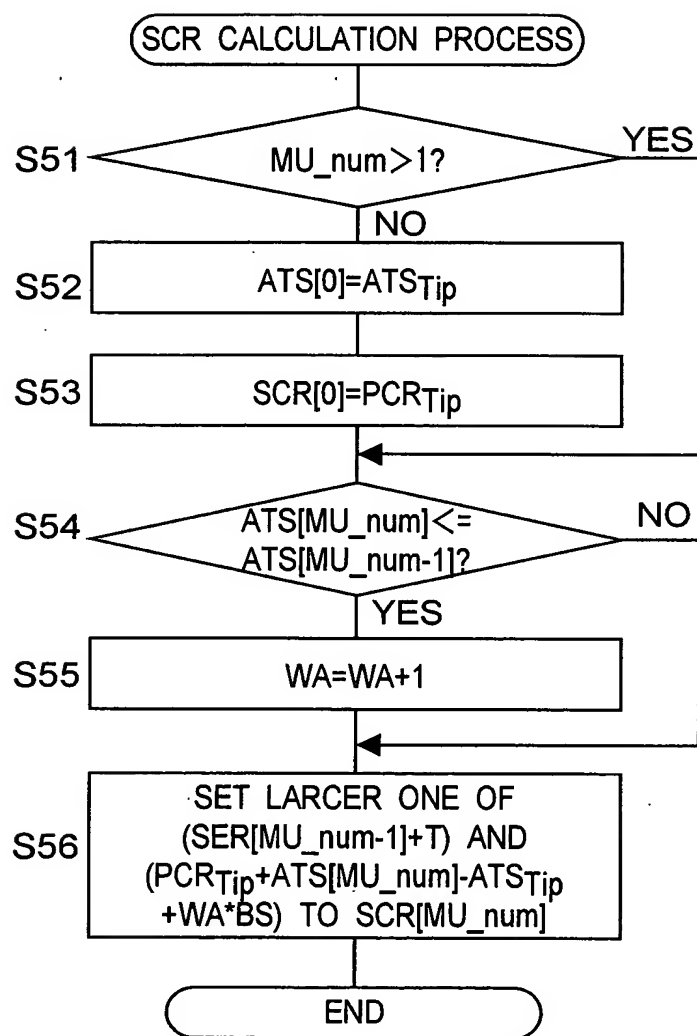 SCR CALCULATION PROCESS
S51
MU_num>1?
YES
NO
S52
ATS[0]=ATSTip
S53
SCR[0]=PCRTip
S54
ATS[MU_num]<=
ATS[MU_num-1]?
NO
YES
S55
WA=WA+1
S56
SET LARCER ONE OF
(SER[MU_num-1]+T) AND
(PCRTip+ATS[MU_num]-ATSTip
+WA*BS) TO SCR[MU_num]
END